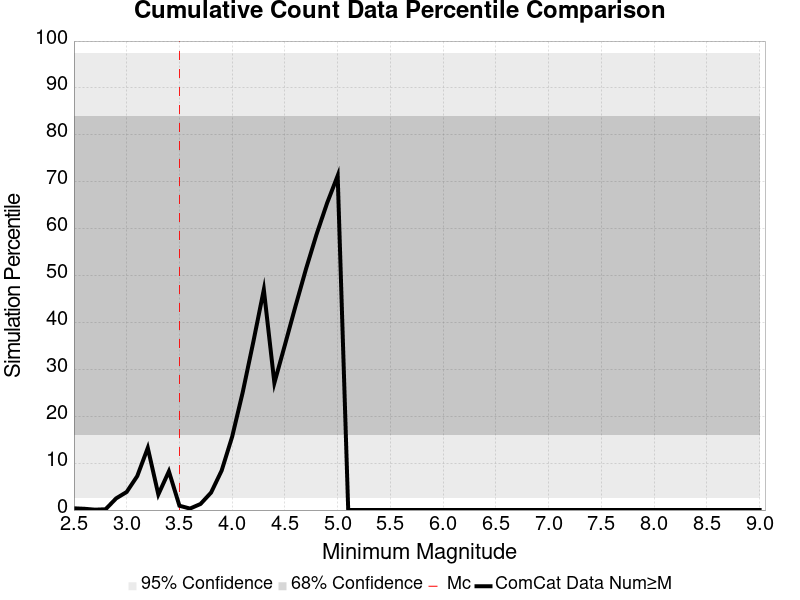 Cumulative Count Data Percentile Comparison
100
90
80
70
60
50
40
30
20
10
0
Simulation Percentile
2.5 3.0 3.5 4.0 4.5 5.0 5.5 6.0 6.5 7.0 7.5 8.0 8.5 9.0
Minimum Magnitude
95% Confidence 68% Confidence Mc ComCat Data Num≥M